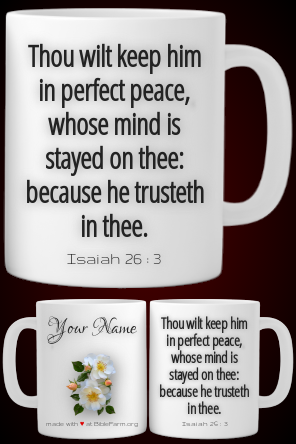 Thou wilt keep him
in perfect peace,
whose mind is
stayed on thee:
because he trusteth
in thee.
Isaiah 26:3
Your Name
made with ♥ at BibleFarm.org
Thou wilt keep him
in perfect peace,
whose mind is
stayed on thee:
because he trusteth
in thee.
Isaiah 26:3